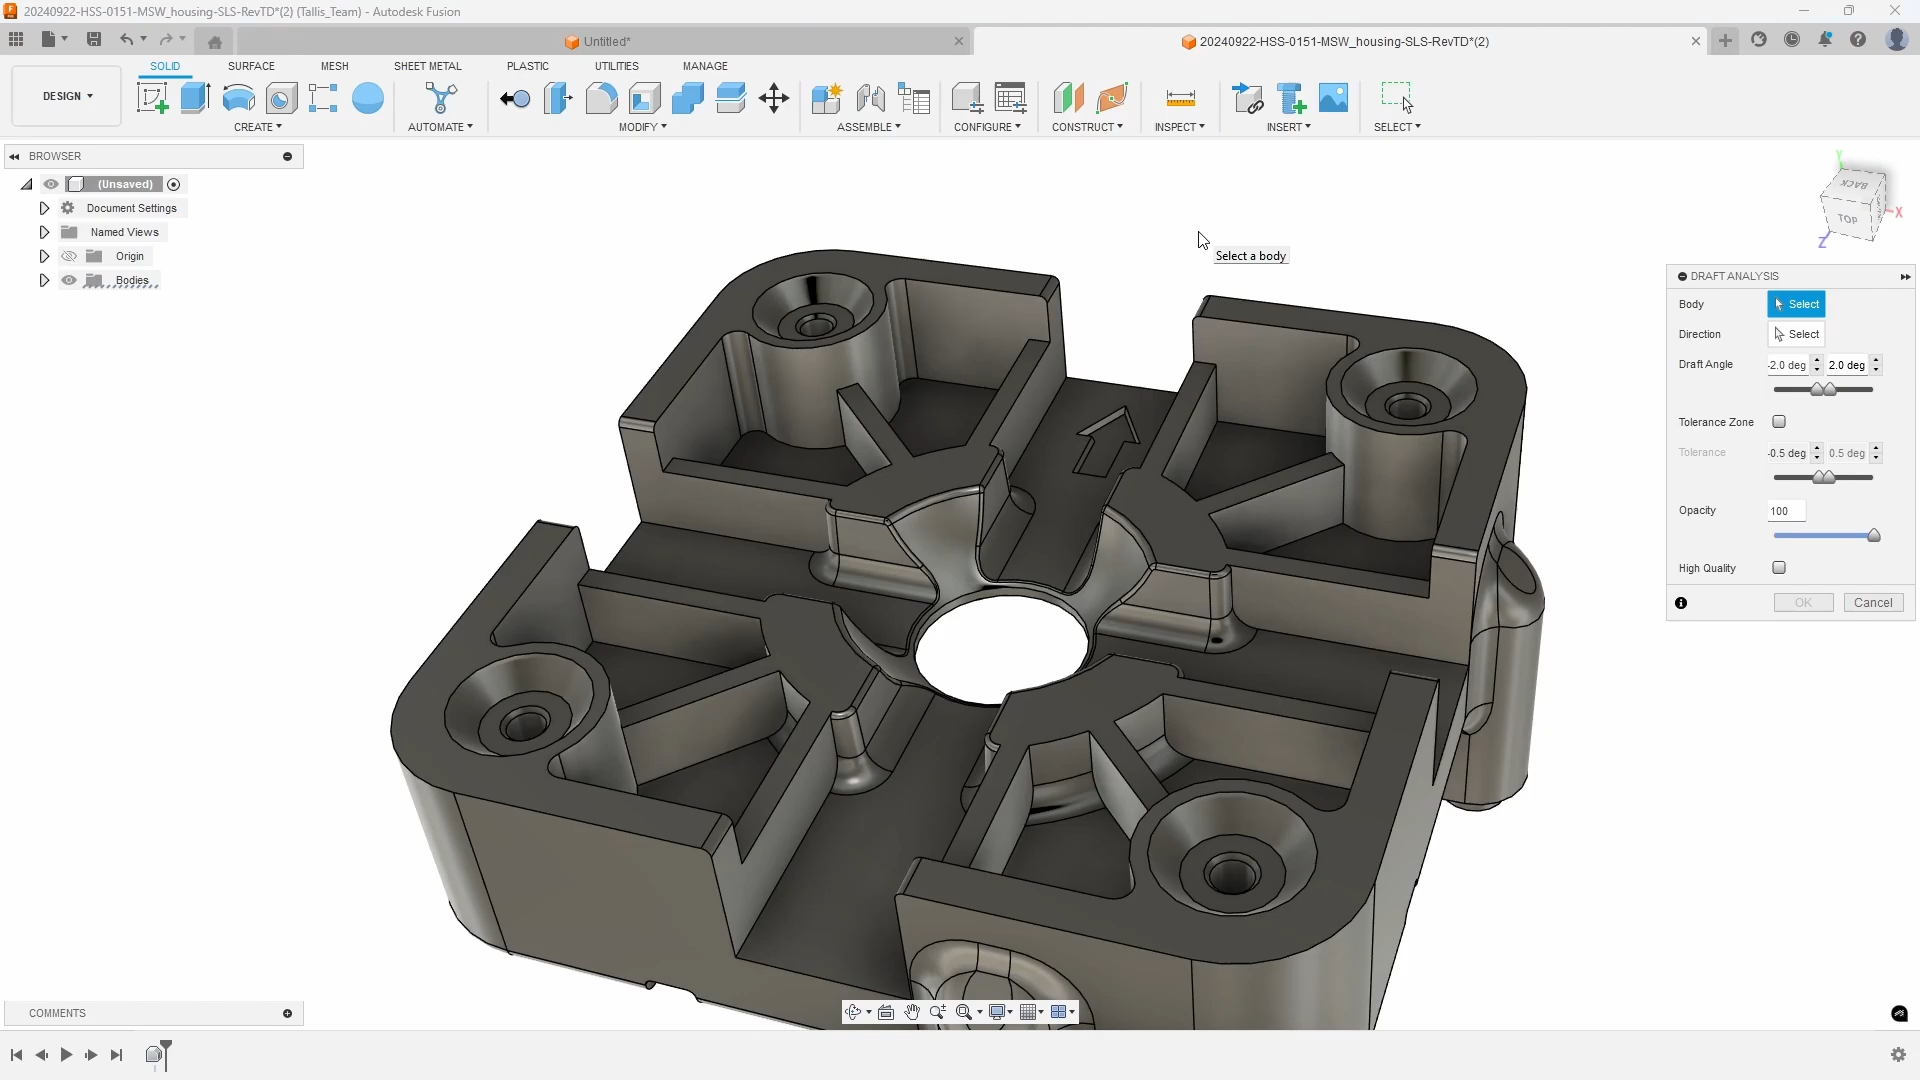 20240922-HSS-0151-MSW_housing-SLS-RevTD*(2) (Tallis_Team) - Autodesk Fusion
Untitled*
20240922-HSS-0151-MSW_housing-SLS-RevTD*(2)
DESIGN
SOLID SURFACE MESH SHEET METAL PLASTIC UTILITIES MANAGE
CREATE AUTOMATE MODIFY ASSEMBLE CONFIGURE CONSTRUCT INSPECT INSERT SELECT
BROWSER
(Unsaved)
Document Settings
Named Views
Origin
Bodies
Select a body
BACK
TOP
X
Y
Z
DRAFT ANALYSIS
Body Select
Direction Select
Draft Angle -2.0 deg 2.0 deg
Tolerance Zone
Tolerance -0.5 deg 0.5 deg
Opacity 100
High Quality
OK Cancel
COMMENTS